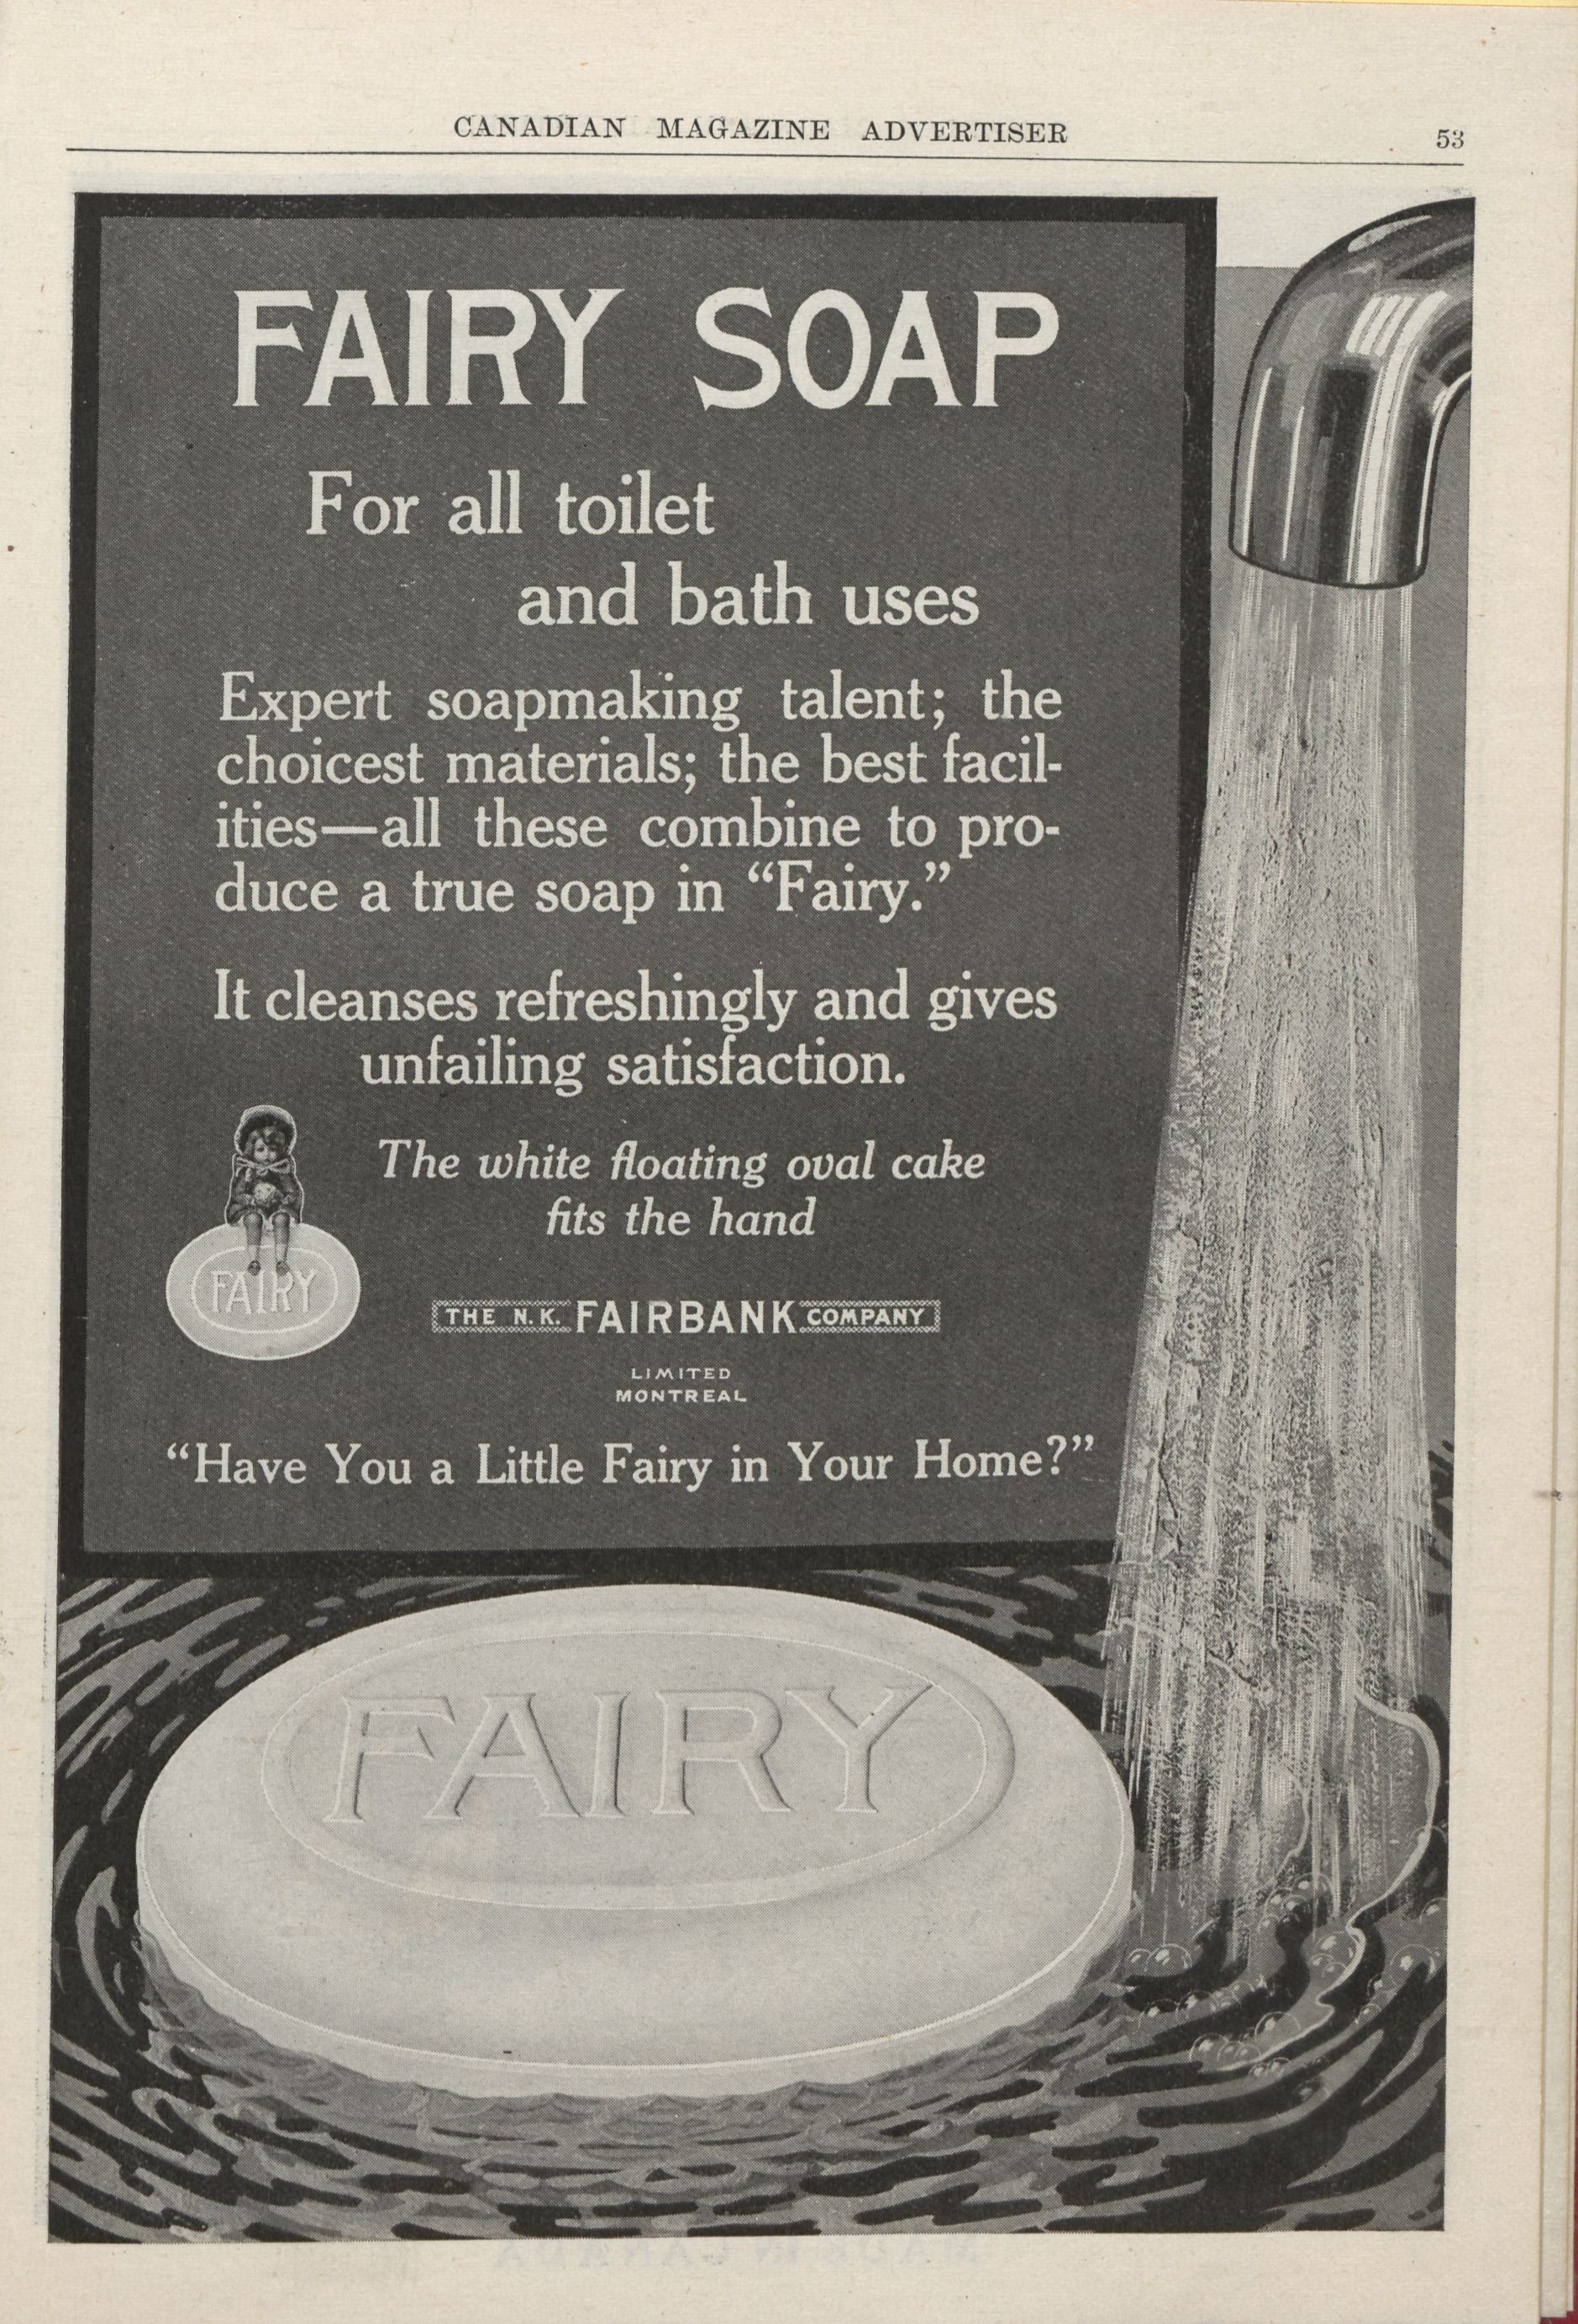 CANADIAN MAGAZINE ADVERTISER 53
FAIRY SOAP
For all toilet
and bath uses
Expert soapmaking talent; the
choicest materials; the best facil-
ities—all these combine to pro-
duce a true soap in “Fairy.”
It cleanses refreshingly and gives
unfailing satisfaction.
The white floating oval cake
fits the hand
FAIRY
THE N.K. FAIRBANK COMPANY
LIMITED
MONTREAL
“Have You a Little Fairy in Your Home?”
FAIRY